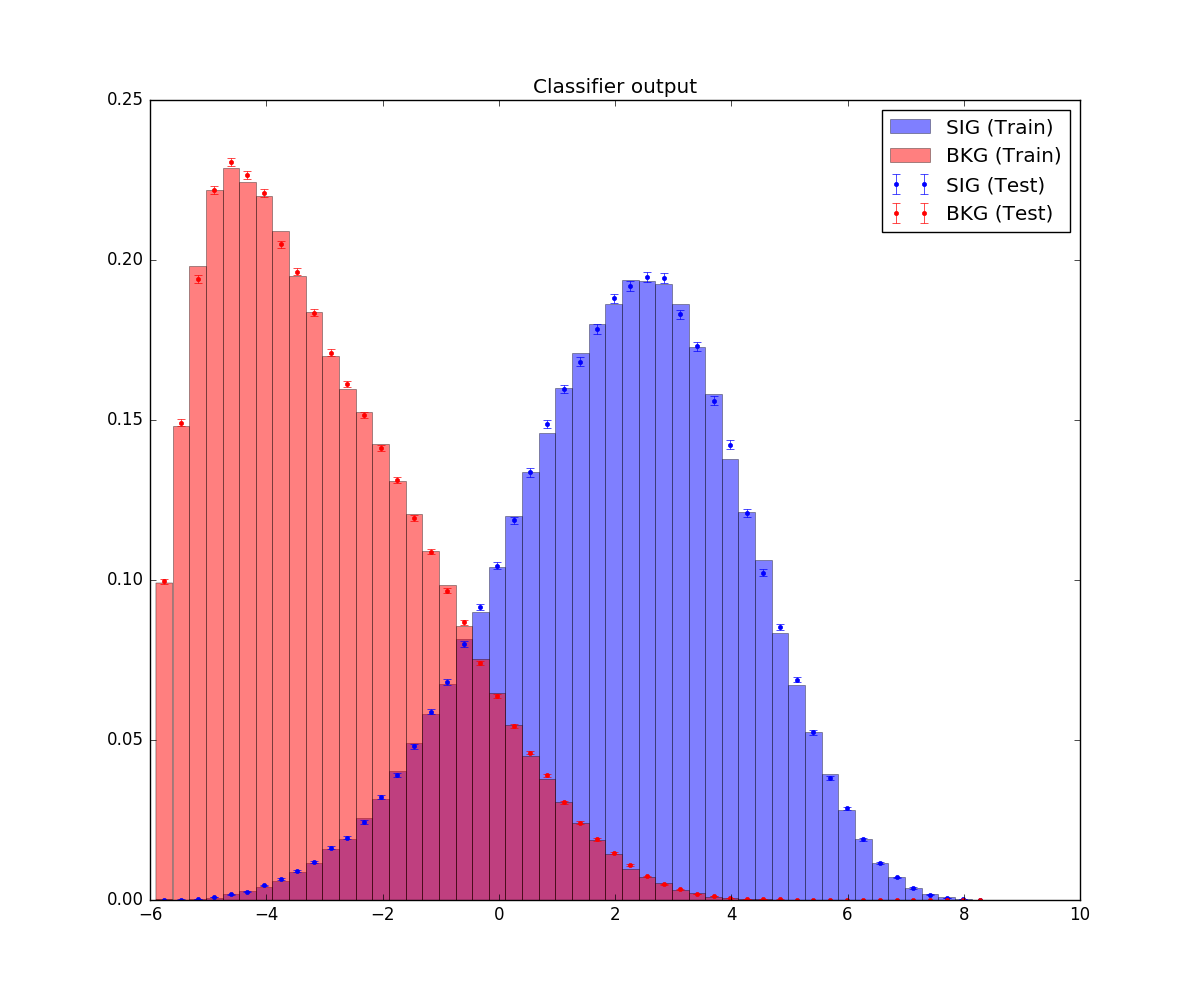 Classifier output
0.25
0.20
0.15
0.10
0.05
0.00
−6 −4 −2 0 2 4 6 8 10
SIG (Train)
BKG (Train)
SIG (Test)
BKG (Test)